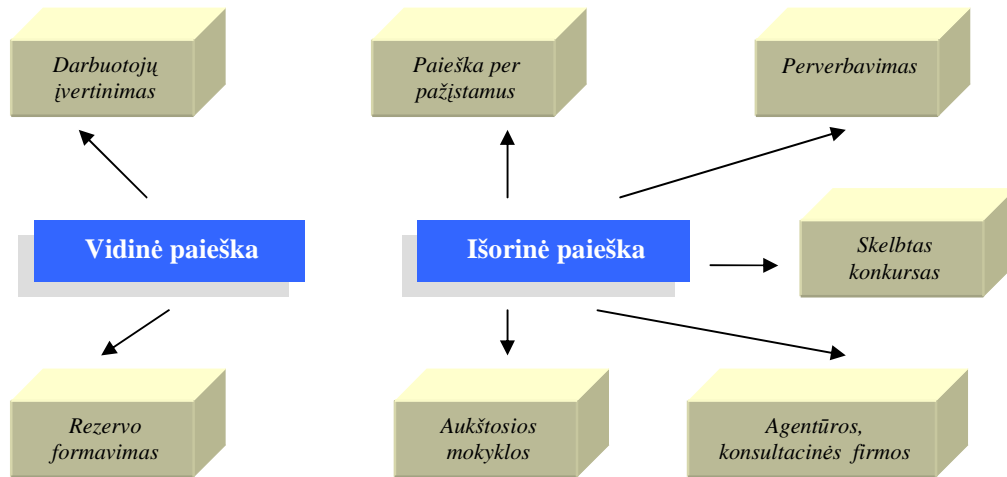 Darbuotojų
įvertinimas
Paieška per
pažįstamus
Perverbavimas
Vidinė paieška
Išorinė paieška
Skelbtas
konkursas
Rezervo
formavimas
Aukštosios
mokyklos
Agentūros,
konsultacinės firmos